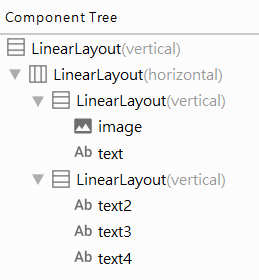 Component Tree
LinearLayout(vertical)
LinearLayout(horizontal)
LinearLayout(vertical)
image
Ab text
LinearLayout(vertical)
Ab text2
Ab text3
Ab text4